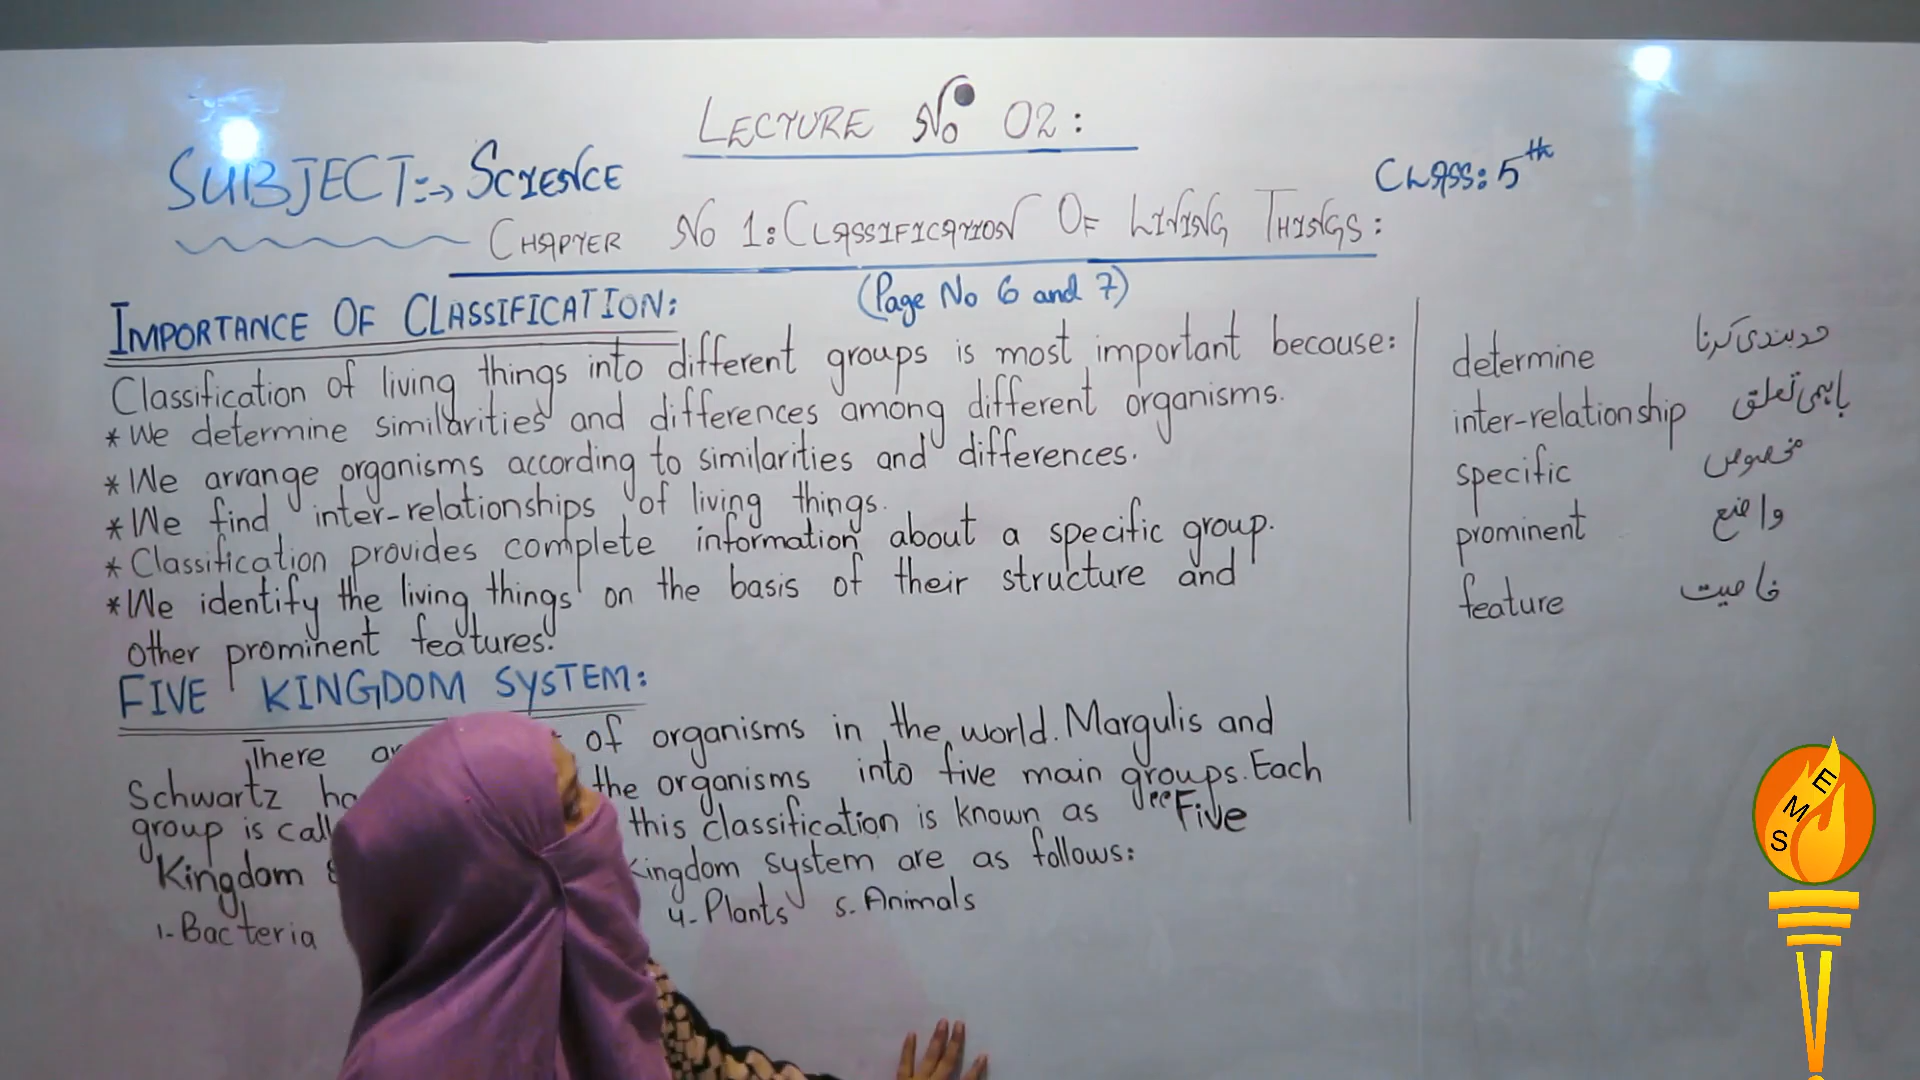 LECTURE No 02:
SUBJECT:→ SCIENCE
CLASS: 5th
CHAPTER No 1: CLASSIFICATION OF LIVING THINGS:
(Page No 6 and 7)
IMPORTANCE OF CLASSIFICATION:
Classification of living things into different groups is most important because:
* We determine similarities and differences among different organisms.
* We arrange organisms according to similarities and differences.
* We find inter-relationships of living things.
* Classification provides complete information about a specific group.
* We identify the living things on the basis of their structure and
other prominent features.
FIVE KINGDOM SYSTEM:
There of organisms in the world. Margulis and
Schwartz the organisms into five main groups. Each
group is this classification is known as "Five
Kingdom Kingdom system are as follows:
1- Bacteria 4- Plants 5- Animals
determine حد بندی کرنا
inter-relationship باہمی تعلق
specific مخصوص
prominent واضع
feature خاصیت
EMS